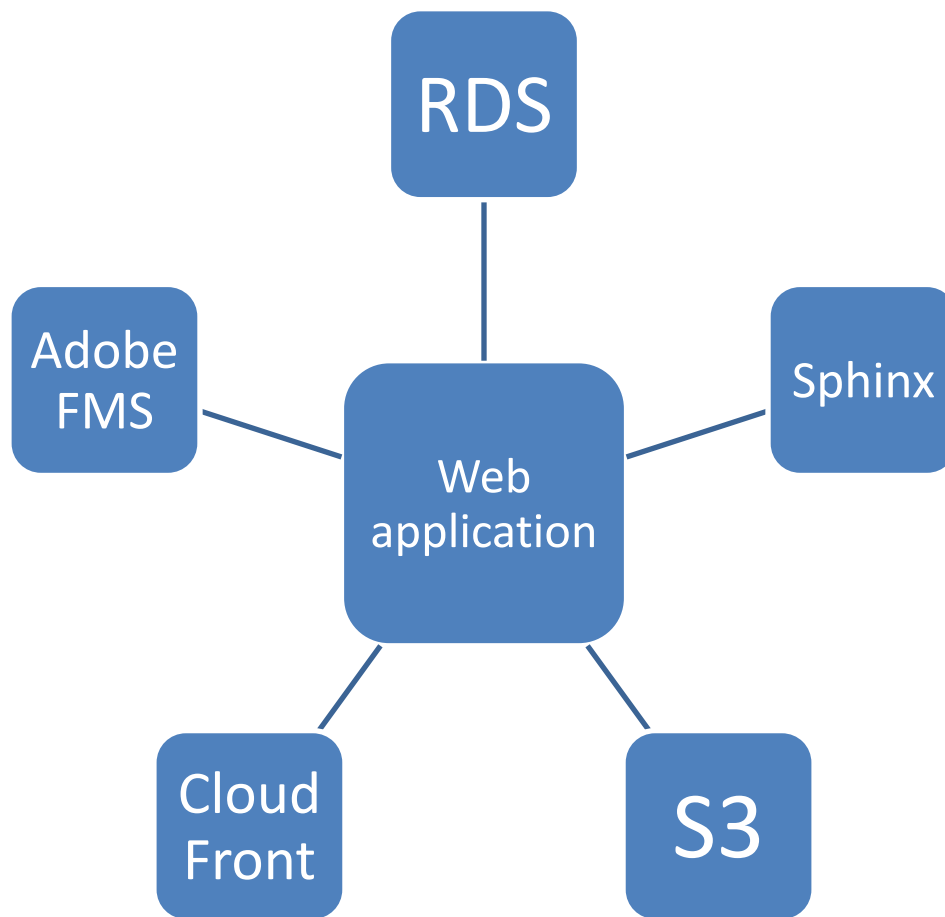 RDS
Adobe
FMS
Sphinx
Web
application
Cloud
Front
S3